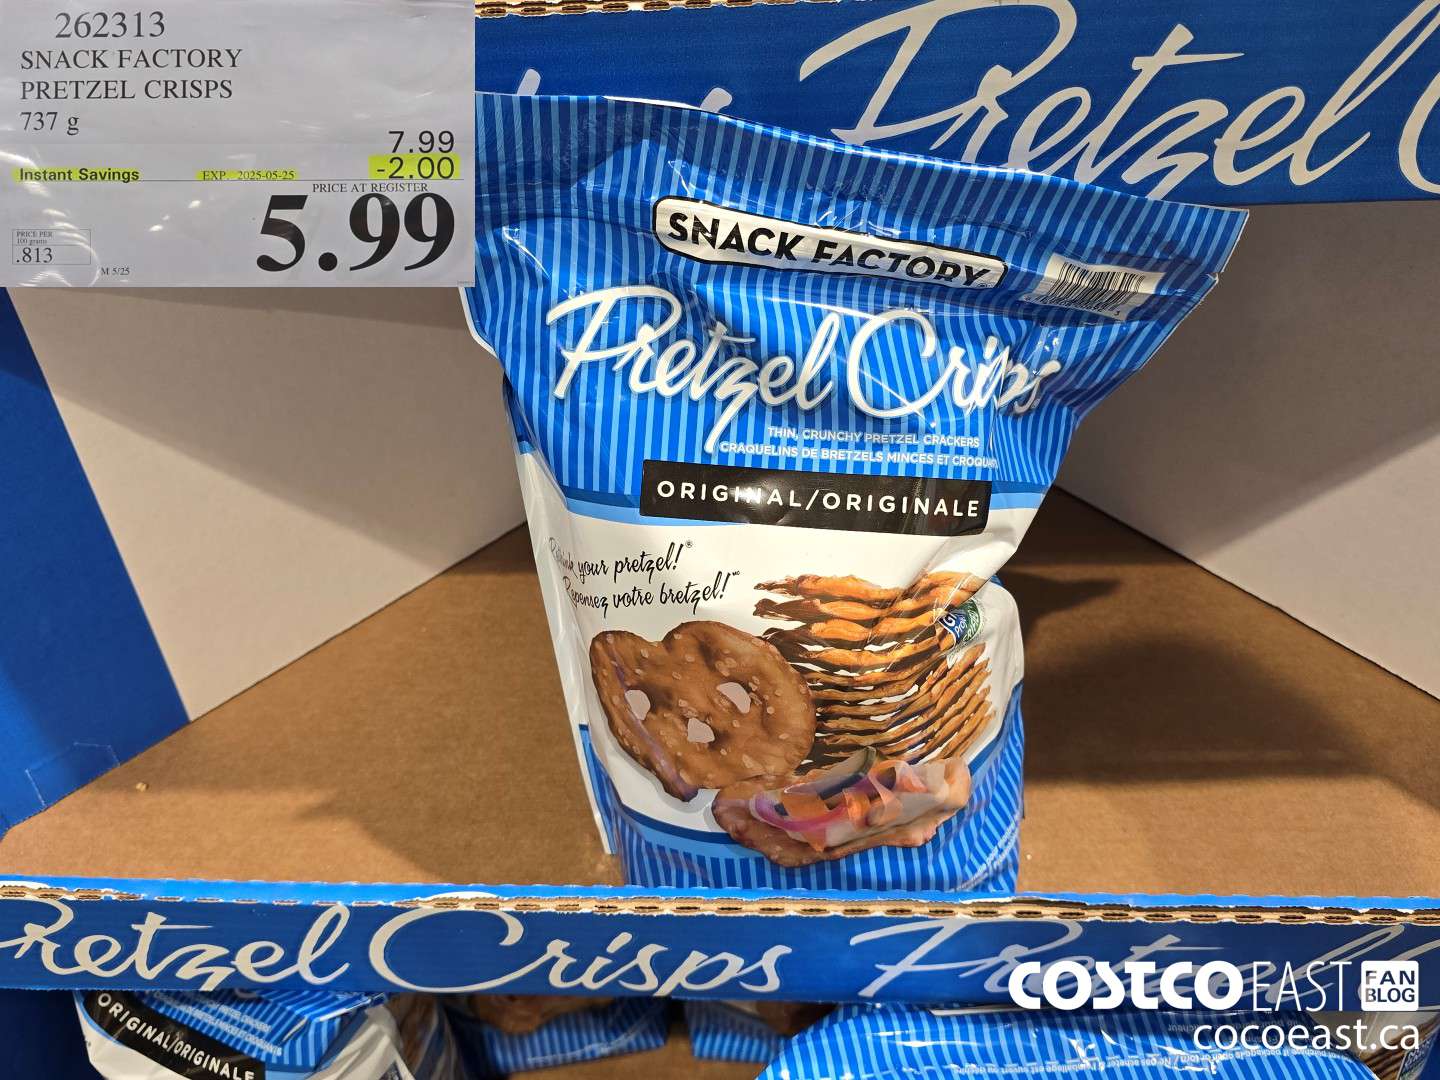 262313
SNACK FACTORY
PRETZEL CRISPS
737 g
7.99
-2.00
Instant Savings EXP. 2025-05-25
PRICE AT REGISTER
5.99
PRICE PER
100 grams
.813
M 5/25
Pretzel
SNACK FACTORY
Pretzel Crisps
THIN, CRUNCHY PRETZEL CRACKERS
CRAQUELINS DE BRETZELS MINCES ET
ORIGINAL/ORIGINALE
your pretzel!®
Repensez votre bretzel!™
Pretzel Crisps Pretzel
COSTCO EAST FAN BLOG
cocoeast.ca
ORIGINAL/ORIGINALE